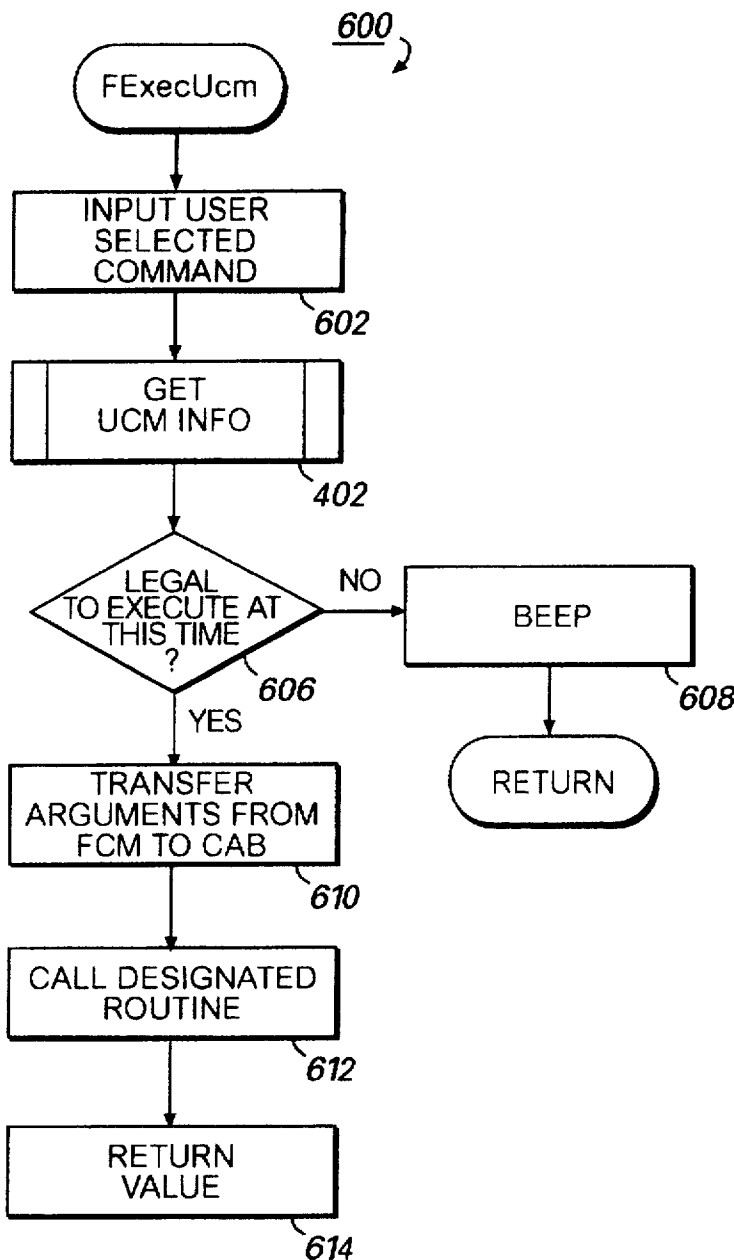 600
FExecUcm
INPUT USER
SELECTED
COMMAND
602
GET
UCM INFO
402
LEGAL
TO EXECUTE AT
THIS TIME
?
606
NO
BEEP
608
RETURN
YES
TRANSFER
ARGUMENTS FROM
FCM TO CAB
610
CALL DESIGNATED
ROUTINE
612
RETURN
VALUE
614